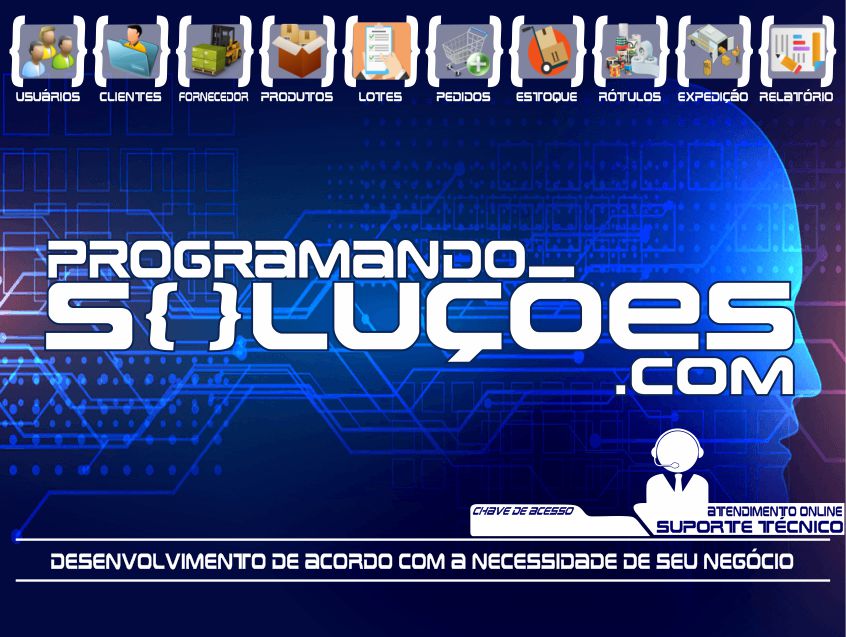 USUÁRIOS CLIENTES FORNECEDOR PRODUTOS LOTES PEDIDOS ESTOQUE RÓTULOS EXPEDIÇÃO RELATÓRIO
PROGRAMANDO_
S{ }LUÇÕES
.COM
CHAVE DE ACESSO
ATENDIMENTO ONLINE
SUPORTE TÉCNICO
DESENVOLVIMENTO DE ACORDO COM A NECESSIDADE DE SEU NEGÓCIO